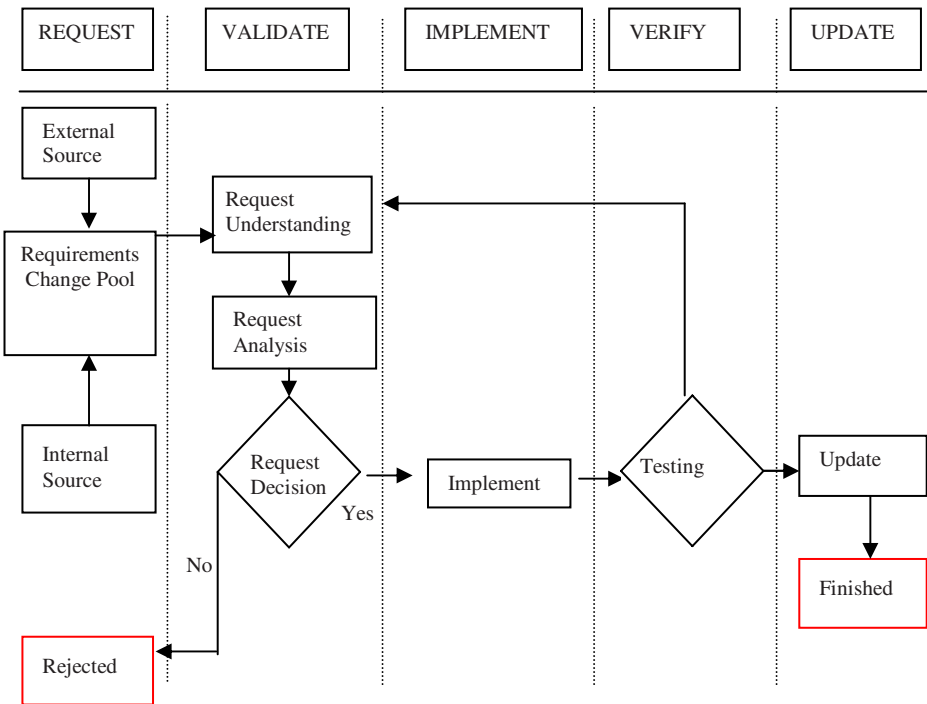 REQUEST
VALIDATE
IMPLEMENT
VERIFY
UPDATE
External
Source
Requirements
Change Pool
Internal
Source
Rejected
Request
Understanding
Request
Analysis
Request
Decision
Yes
No
Implement
Testing
Update
Finished